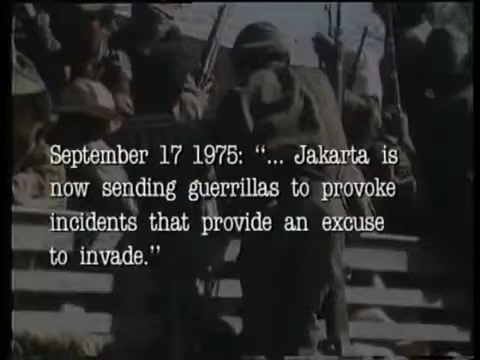 September 17 1975: “... Jakarta is
now sending guerrillas to provoke
incidents that provide an excuse
to invade.”